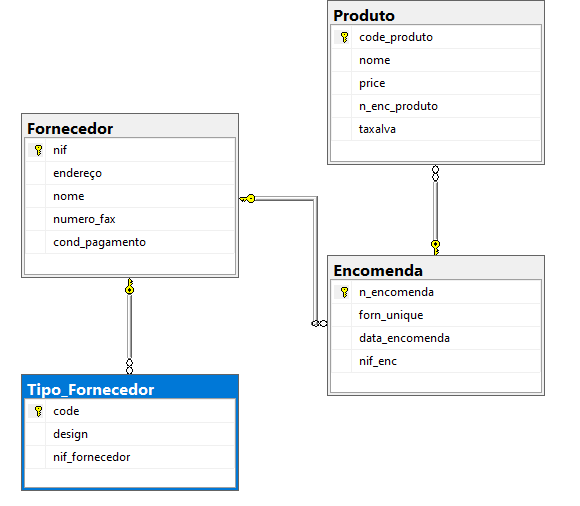 Produto
code_produto
nome
price
n_enc_produto
taxalva
Fornecedor
nif
endereço
nome
numero_fax
cond_pagamento
Encomenda
n_encomenda
forn_unique
data_encomenda
nif_enc
Tipo_Fornecedor
code
design
nif_fornecedor